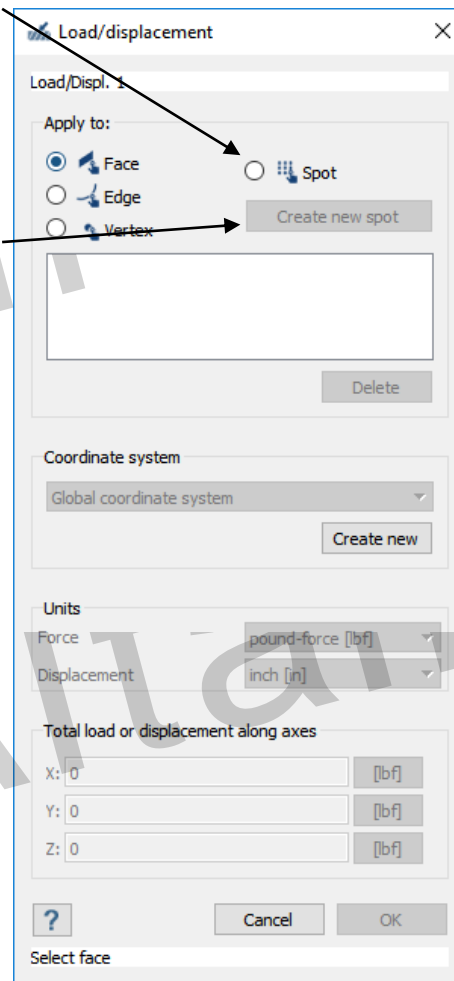 Load/displacement
Load/Displ. 1
Apply to:
Face
Spot
Edge
Create new spot
Vertex
Delete
Coordinate system
Global coordinate system
Create new
Units
Force pound-force [lbf]
Displacement inch [in]
Total load or displacement along axes
X: 0 [lbf]
Y: 0 [lbf]
Z: 0 [lbf]
? Cancel OK
Select face